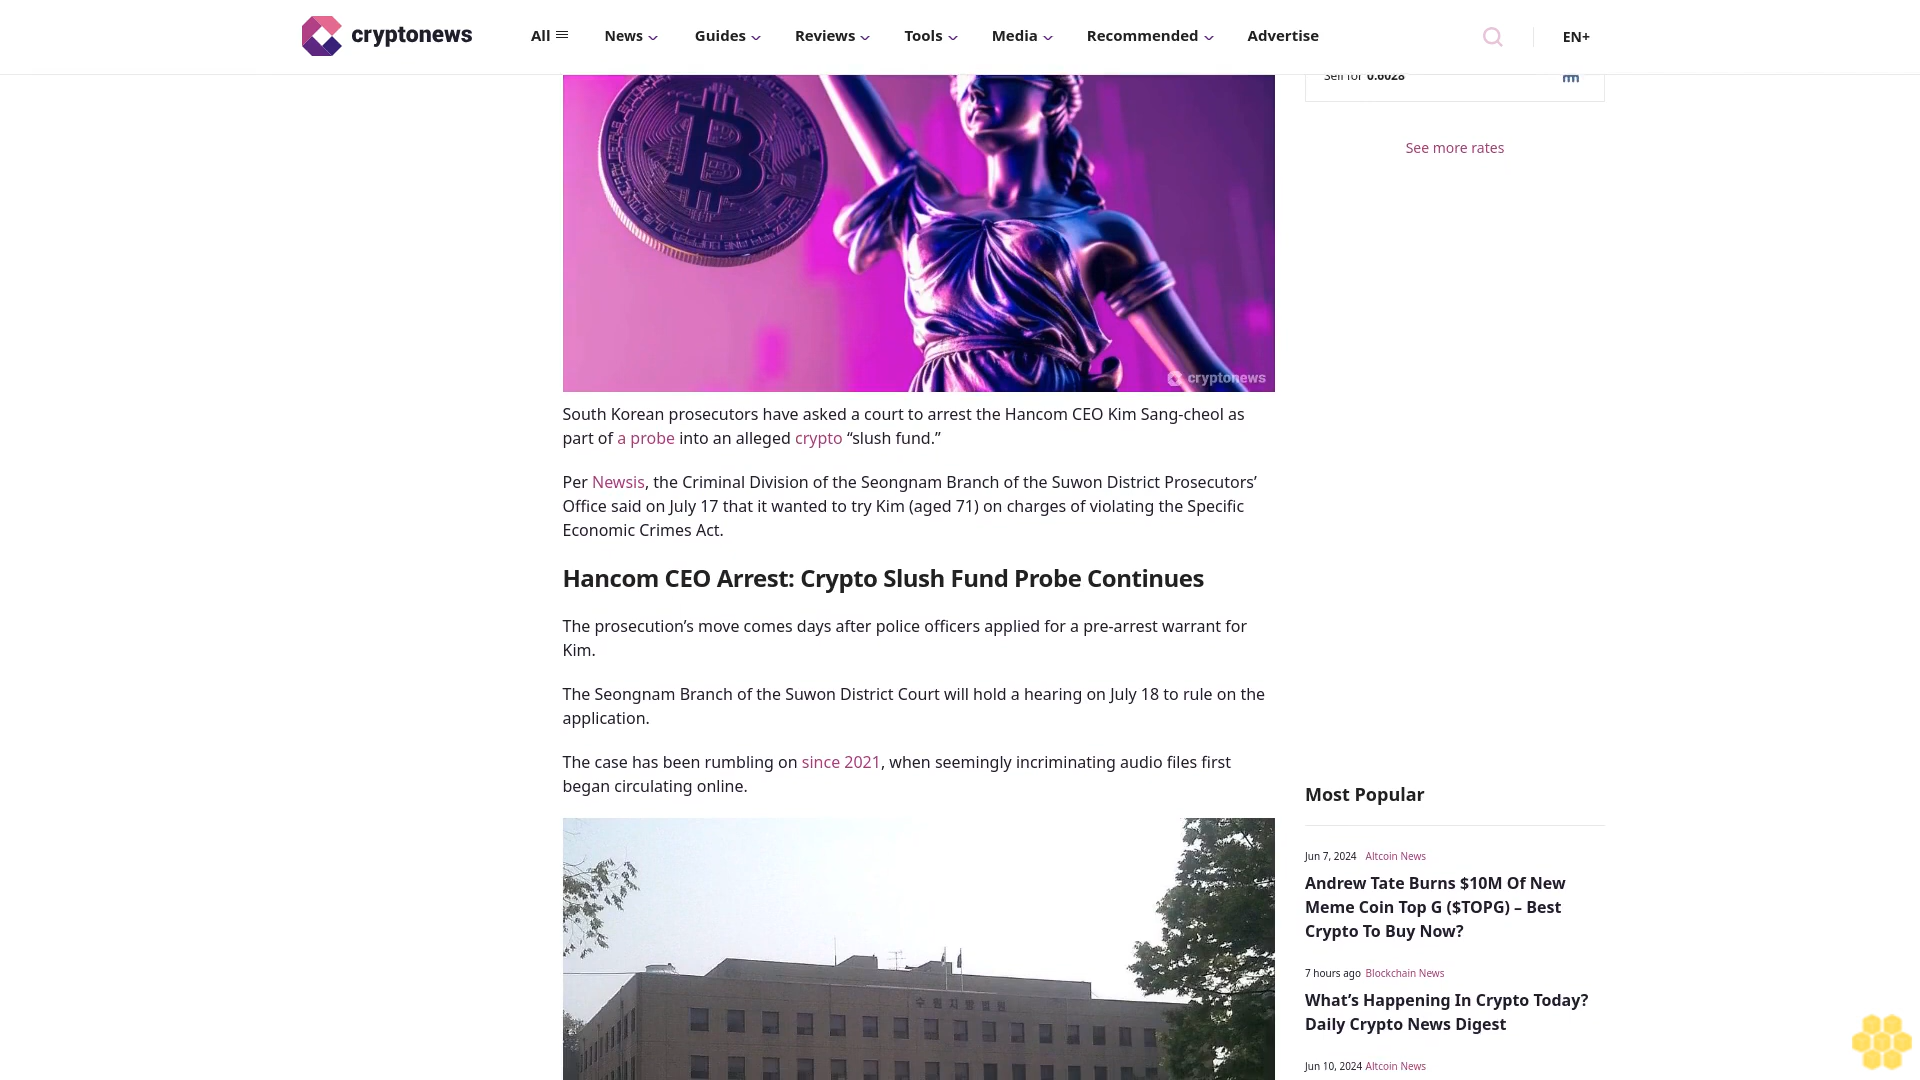 cryptonews
All
News
Guides
Reviews
Tools
Media
Recommended
Advertise
EN+
Sell for 0.6028
See more rates
cryptonews
South Korean prosecutors have asked a court to arrest the Hancom CEO Kim Sang-cheol as
part of a probe into an alleged crypto “slush fund.”
Per Newsis, the Criminal Division of the Seongnam Branch of the Suwon District Prosecutors’
Office said on July 17 that it wanted to try Kim (aged 71) on charges of violating the Specific
Economic Crimes Act.
Hancom CEO Arrest: Crypto Slush Fund Probe Continues
The prosecution’s move comes days after police officers applied for a pre-arrest warrant for
Kim.
The Seongnam Branch of the Suwon District Court will hold a hearing on July 18 to rule on the
application.
The case has been rumbling on since 2021, when seemingly incriminating audio files first
began circulating online.
수원지방법원
Most Popular
Jun 7, 2024 Altcoin News
Andrew Tate Burns $10M Of New
Meme Coin Top G ($TOPG) – Best
Crypto To Buy Now?
7 hours ago Blockchain News
What’s Happening In Crypto Today?
Daily Crypto News Digest
Jun 10, 2024 Altcoin News